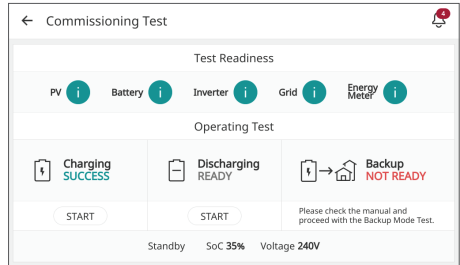 ← Commissioning Test
4
Test Readiness
PV i Battery i Inverter i Grid i Energy Meter i
Operating Test
Charging
SUCCESS
Discharging
READY
Backup
NOT READY
START
START
Please check the manual and
proceed with the Backup Mode Test.
Standby SoC 35% Voltage 240V